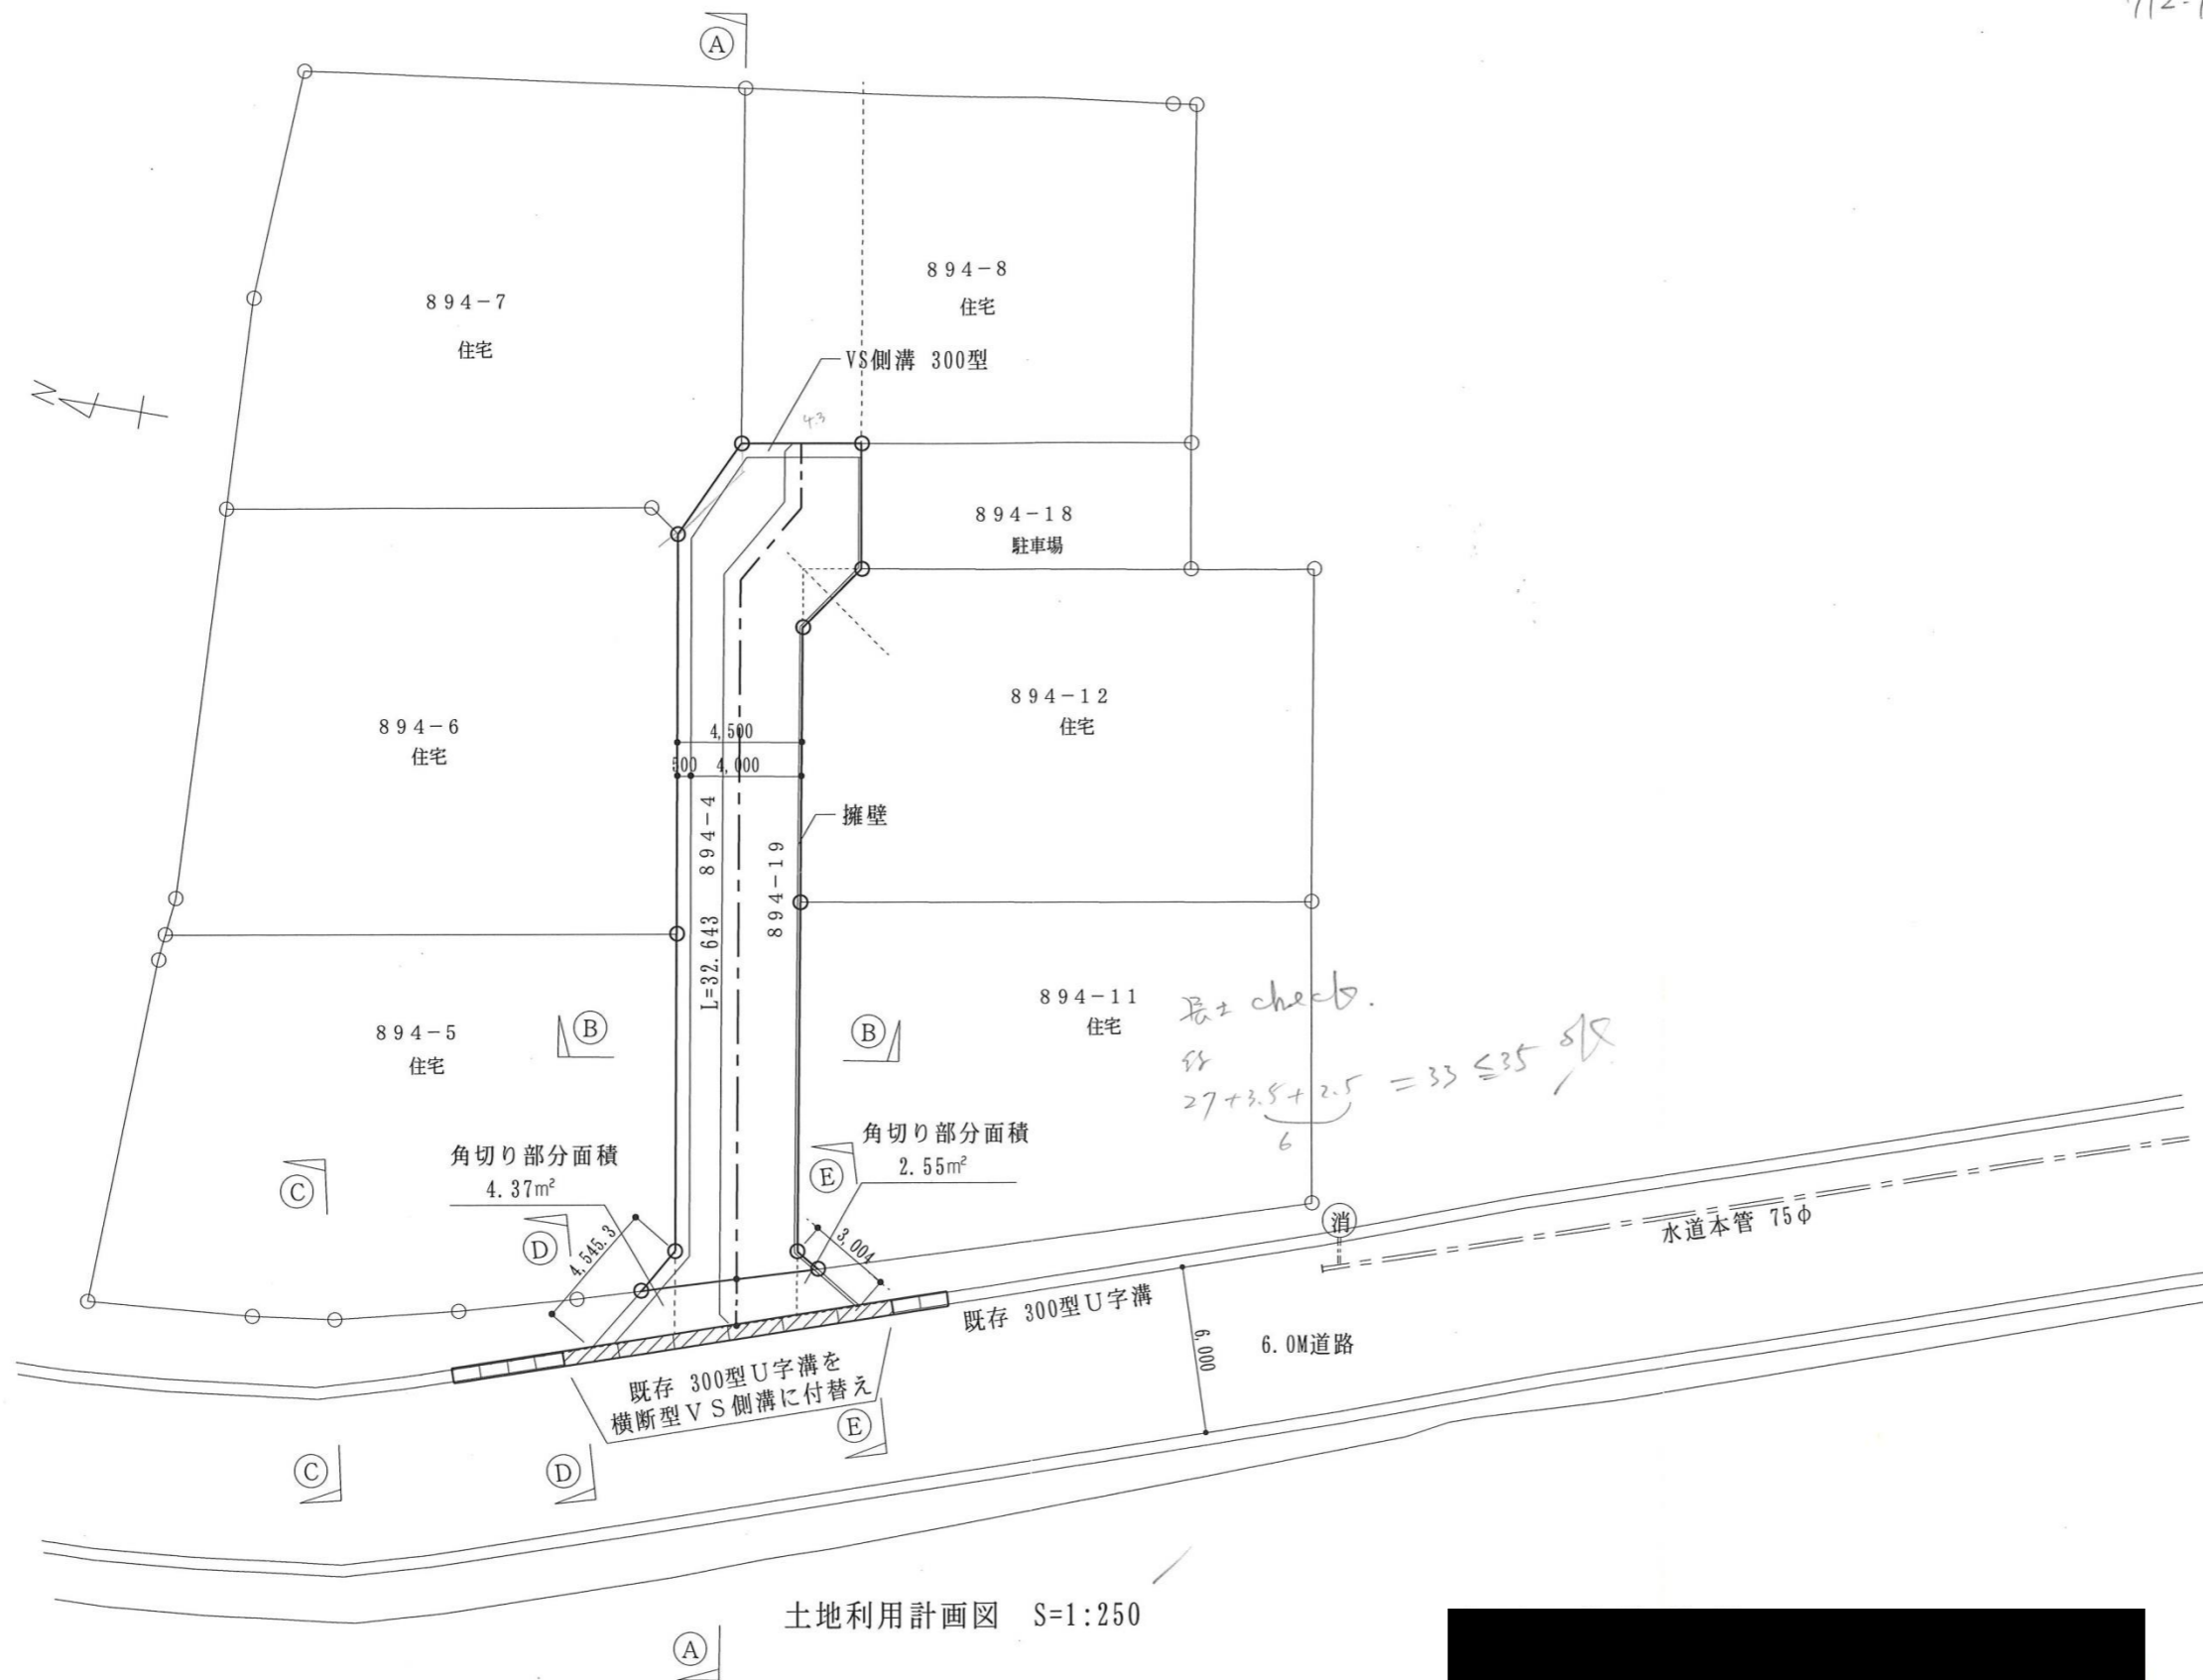 A
894-7
住宅
894-8
住宅
VS側溝 300型
4.3
N
894-18
駐車場
894-6
住宅
894-12
住宅
4,500
500 4,000
擁壁
L=32.643 894-4
894-19
894-5
住宅
B
B
894-11
住宅
長さ check.
27+3.5+2.5 = 33 ≦35 OK
6
角切り部分面積
4.37m²
角切り部分面積
2.55m²
C
D
E
4,545.3
3,004
消
水道本管 75φ
既存 300型U字溝
6,000
6.0M道路
既存 300型U字溝を
横断型VS側溝に付替え
C
D
E
土地利用計画図 S=1:250
A